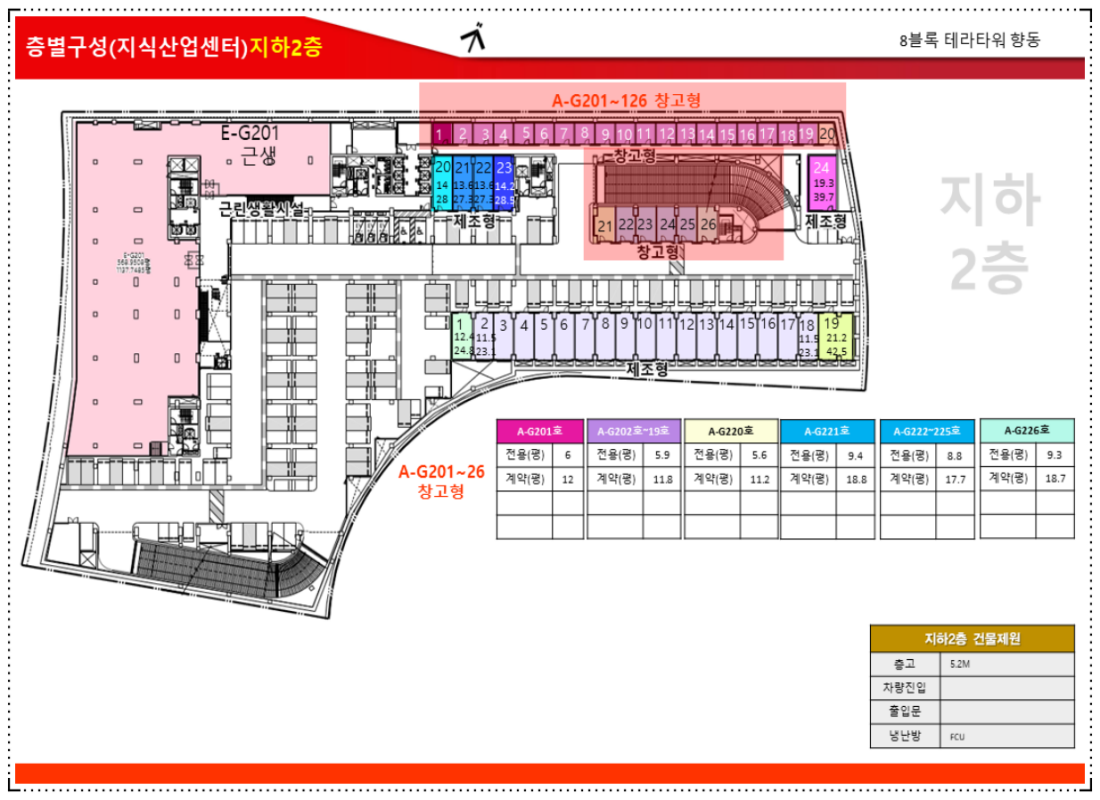 층별구성(지식산업센터)지하2층
8블록 테라타워 향동
A-G201~126 창고형
E-G201
근생
1 2 3 4 5 6 7 8 9 10 11 12 13 14 15 16 17 18 19 20
창고형
20 21 22 23
14 13.6 13.6 14.2
28 27.3 27.3 28.9
제조형
근린생활시설
24
19.3
39.7
제조형
21 22 23 24 25 26
창고형
지하
2층
E-G201
1 2 3 4 5 6 7 8 9 10 11 12 13 14 15 16 17 18 19
12.4 11.5 11.5 21.2
24.8 23.1 23.1 42.5
제조형
A-G201~26
창고형
A-G201호 A-G202호~19호 A-G220호 A-G221호 A-G222~225호 A-G226호
전용(평) 6 전용(평) 5.9 전용(평) 5.6 전용(평) 9.4 전용(평) 8.8 전용(평) 9.3
계약(평) 12 계약(평) 11.8 계약(평) 11.2 계약(평) 18.8 계약(평) 17.7 계약(평) 18.7
지하2층 건물제원
층고 5.2M
차량진입
출입문
냉난방 FCU